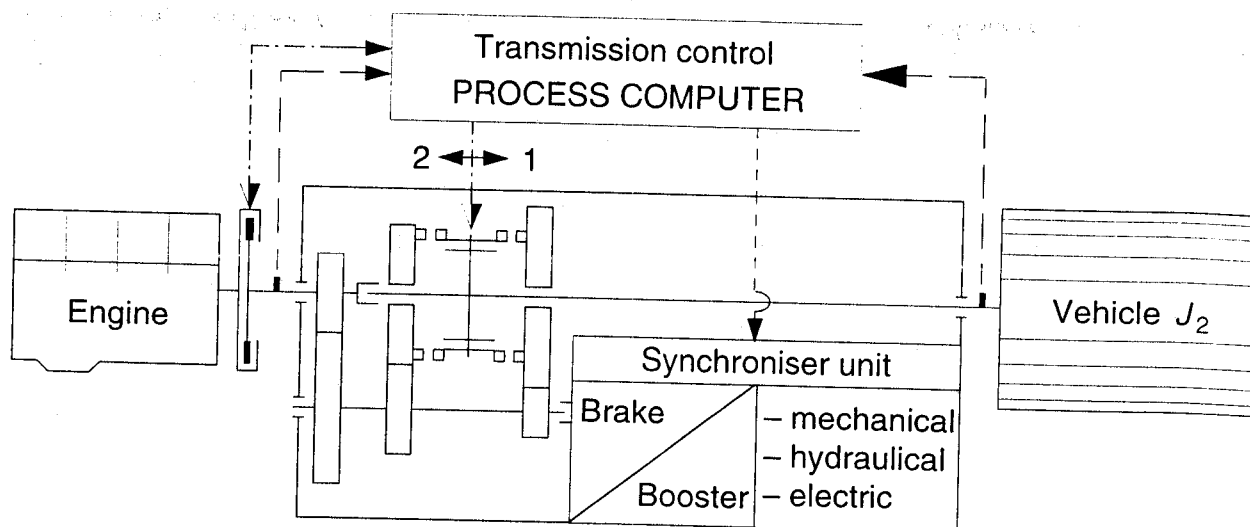 Transmission control
PROCESS COMPUTER
2 1
Engine
Vehicle J2
Synchroniser unit
Brake
– mechanical
– hydraulical
Booster – electric